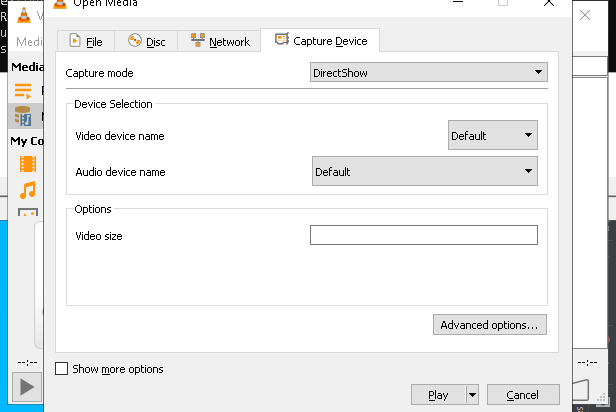 Open Media
File
Disc
Network
Capture Device
Capture mode
DirectShow
Device Selection
Video device name
Default
Audio device name
Default
Options
Video size
Advanced options...
Show more options
Play
Cancel
Medi
Media
My Co
--:--
--:--